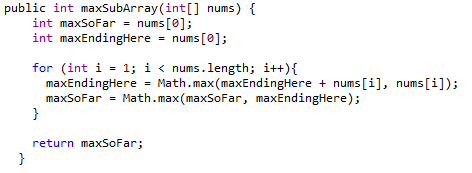 public int maxSubArray(int[] nums) {
    int maxSoFar = nums[0];
    int maxEndingHere = nums[0];

    for (int i = 1; i < nums.length; i++){
      maxEndingHere = Math.max(maxEndingHere + nums[i], nums[i]);
      maxSoFar = Math.max(maxSoFar, maxEndingHere);
    }

    return maxSoFar;
  }